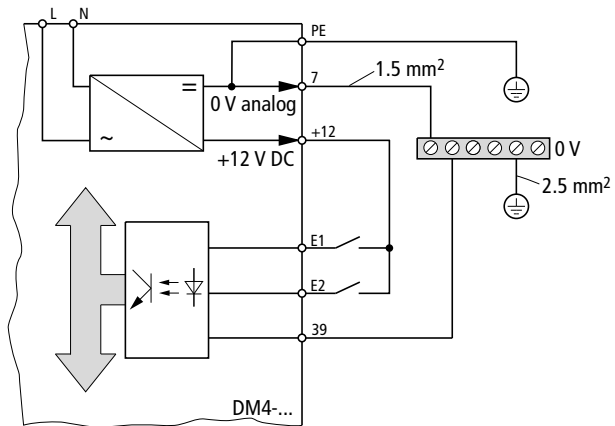 L N
PE
7
1.5 mm²
=
0 V analog
~
+12
+12 V DC
0 V
2.5 mm²
E1
E2
39
DM4-...